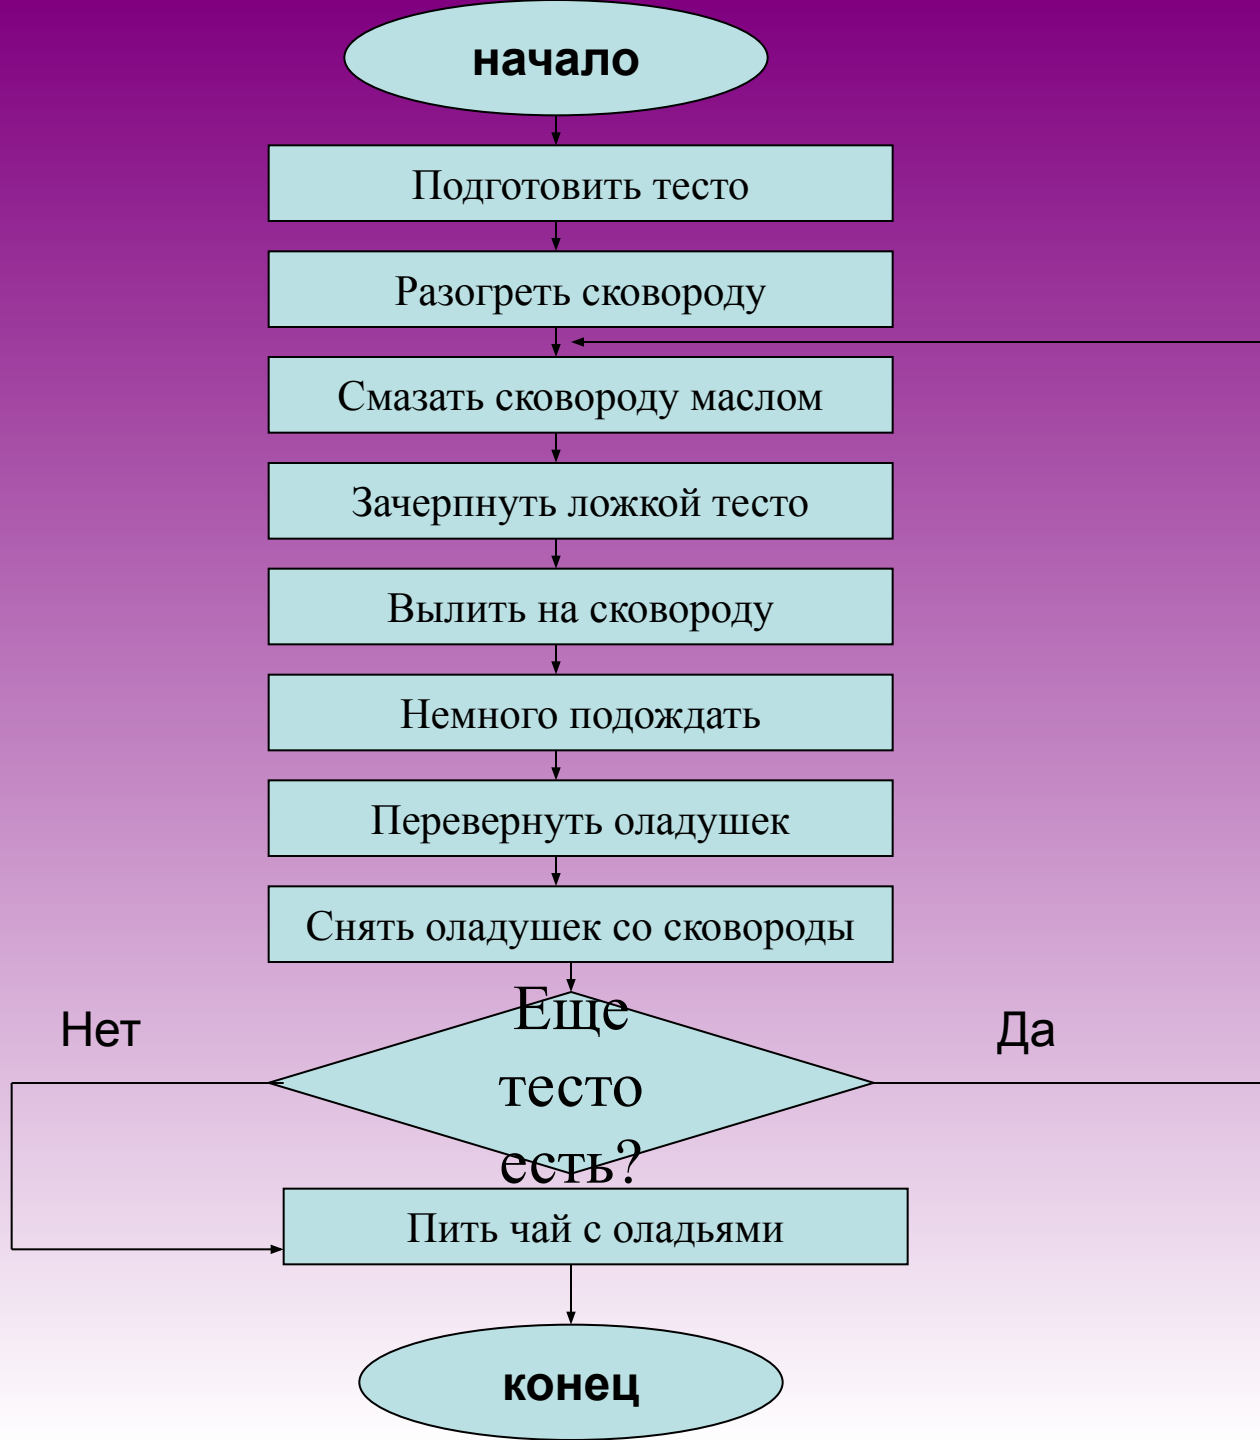 начало
Подготовить тесто
Разогреть сковороду
Смазать сковороду маслом
Зачерпнуть ложкой тесто
Вылить на сковороду
Немного подождать
Перевернуть оладушек
Снять оладушек со сковороды
Еще
Нет
Да
тесто
есть?
Пить чай с оладьями
конец